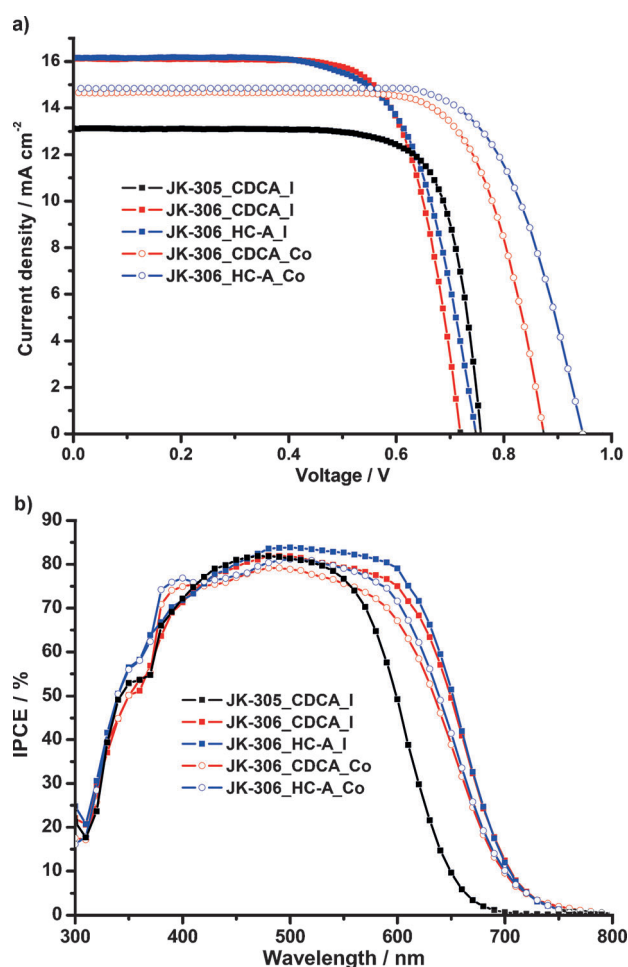 a)
16
14
12
10
8
6
4
2
0
Current density / mA cm⁻²
JK-305_CDCA_I
JK-306_CDCA_I
JK-306_HC-A_I
JK-306_CDCA_Co
JK-306_HC-A_Co
0.0 0.2 0.4 0.6 0.8 1.0
Voltage / V
b)
90
80
70
60
50
40
30
20
10
0
IPCE / %
JK-305_CDCA_I
JK-306_CDCA_I
JK-306_HC-A_I
JK-306_CDCA_Co
JK-306_HC-A_Co
300 400 500 600 700 800
Wavelength / nm